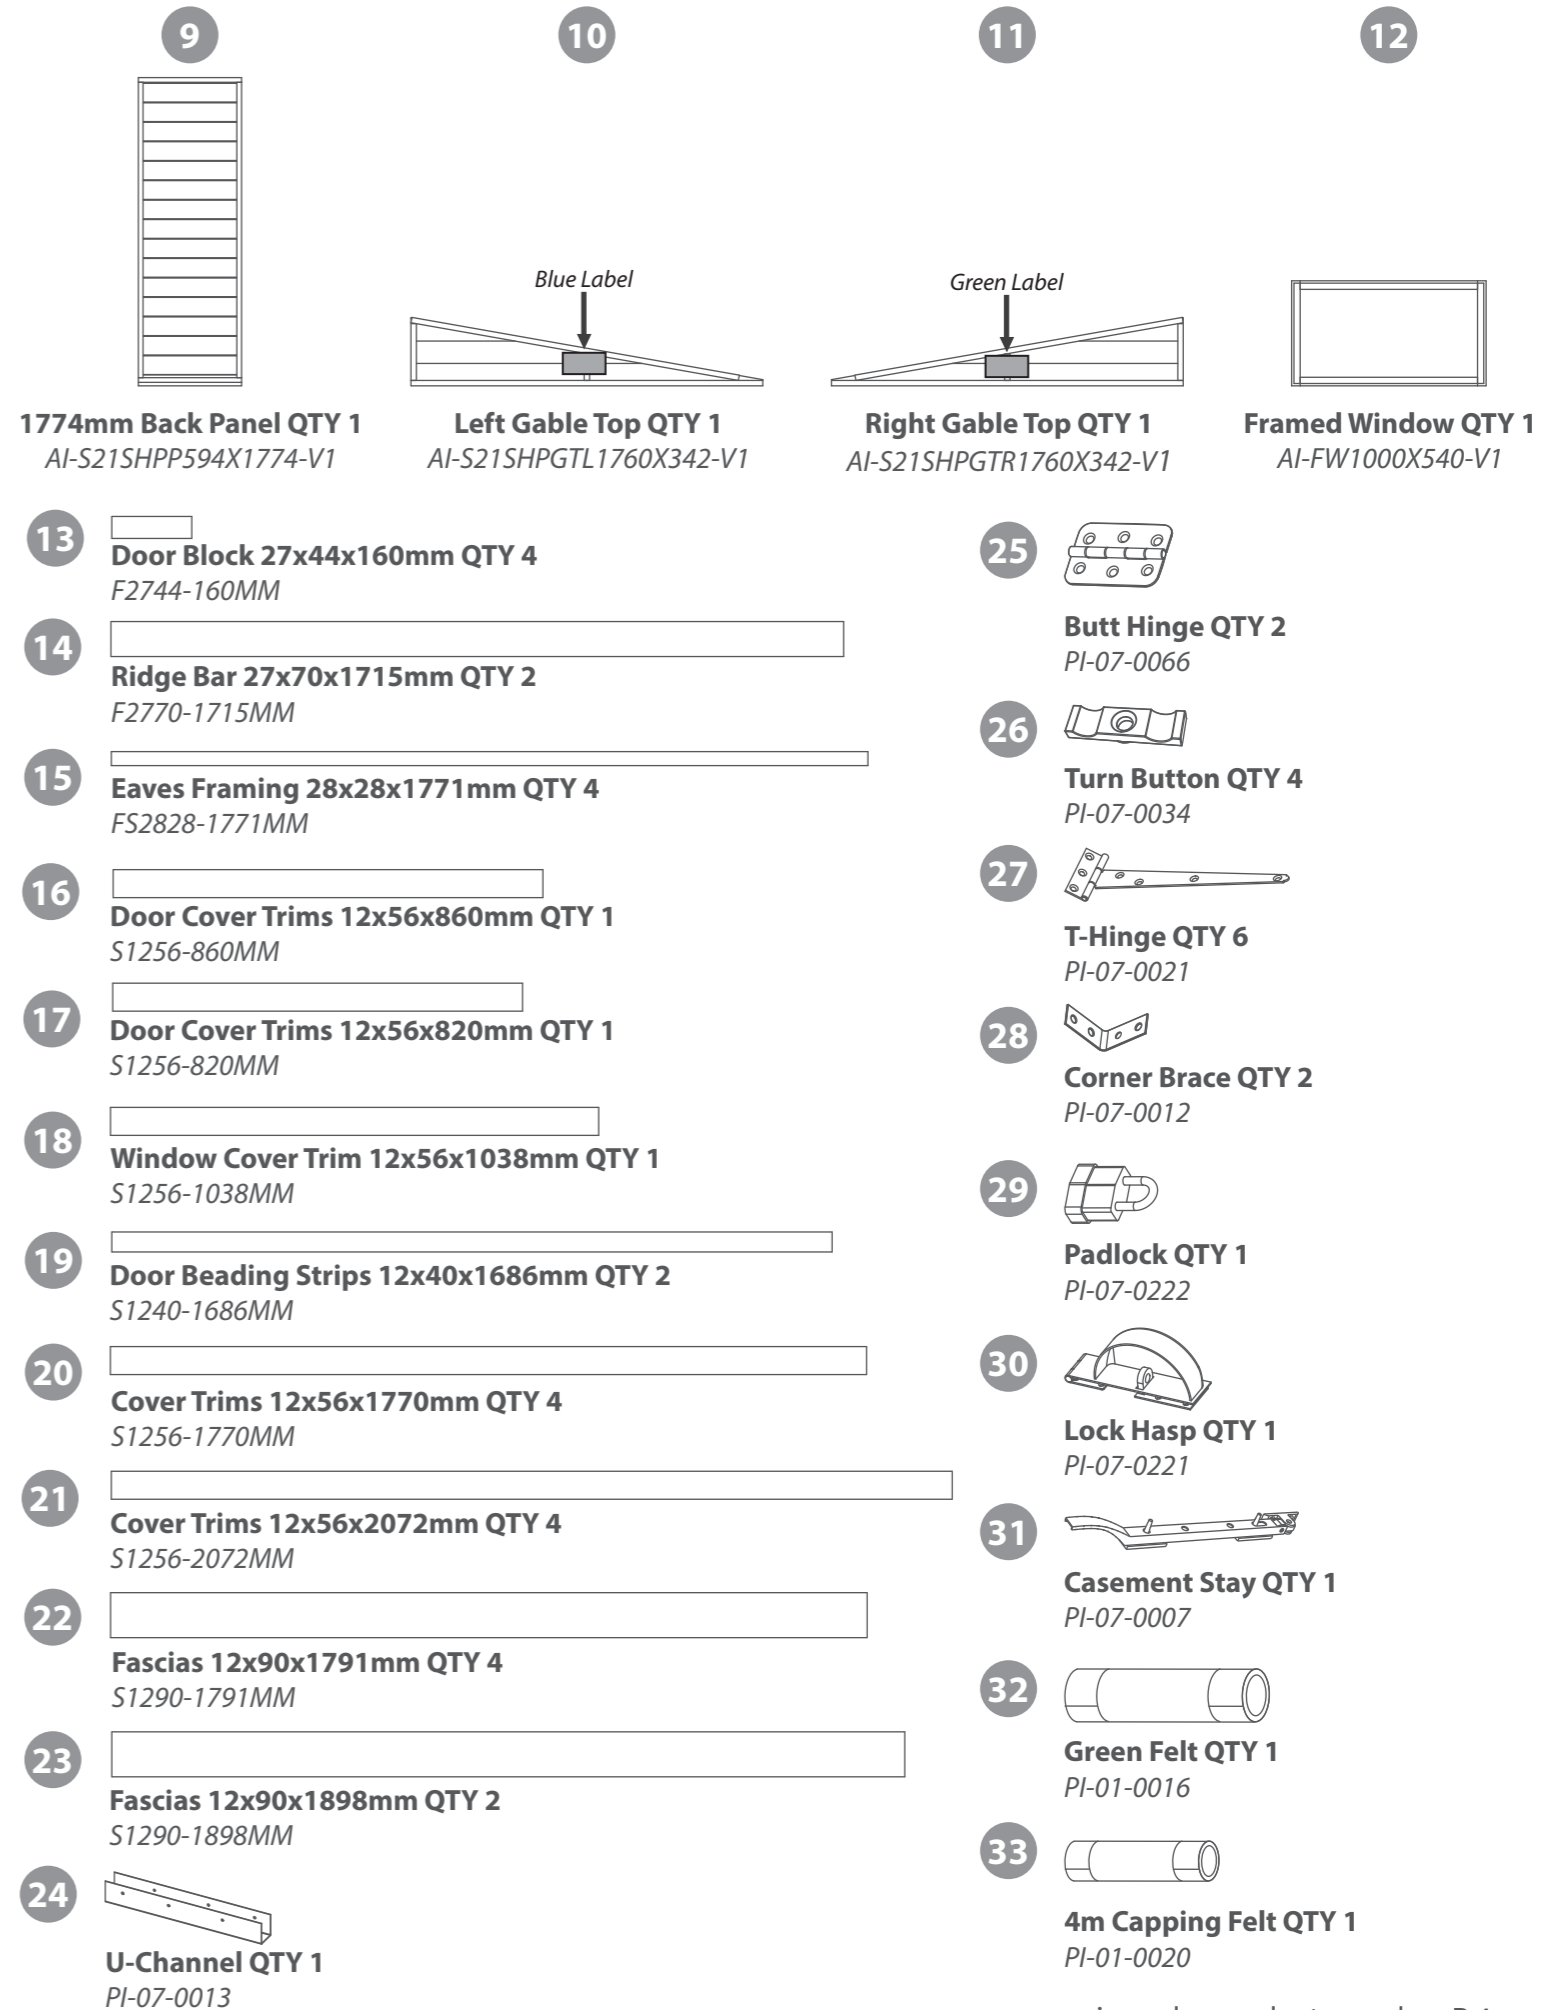 9
10
11
12
Blue Label
Green Label
1774mm Back Panel QTY 1
AI-S21SHPP594X1774-V1
Left Gable Top QTY 1
AI-S21SHPGTL1760X342-V1
Right Gable Top QTY 1
AI-S21SHPGTR1760X342-V1
Framed Window QTY 1
AI-FW1000X540-V1
13
Door Block 27x44x160mm QTY 4
F2744-160MM
14
Ridge Bar 27x70x1715mm QTY 2
F2770-1715MM
15
Eaves Framing 28x28x1771mm QTY 4
FS2828-1771MM
16
Door Cover Trims 12x56x860mm QTY 1
S1256-860MM
17
Door Cover Trims 12x56x820mm QTY 1
S1256-820MM
18
Window Cover Trim 12x56x1038mm QTY 1
S1256-1038MM
19
Door Beading Strips 12x40x1686mm QTY 2
S1240-1686MM
20
Cover Trims 12x56x1770mm QTY 4
S1256-1770MM
21
Cover Trims 12x56x2072mm QTY 4
S1256-2072MM
22
Fascias 12x90x1791mm QTY 4
S1290-1791MM
23
Fascias 12x90x1898mm QTY 2
S1290-1898MM
24
U-Channel QTY 1
PI-07-0013
25
Butt Hinge QTY 2
PI-07-0066
26
Turn Button QTY 4
PI-07-0034
27
T-Hinge QTY 6
PI-07-0021
28
Corner Brace QTY 2
PI-07-0012
29
Padlock QTY 1
PI-07-0222
30
Lock Hasp QTY 1
PI-07-0221
31
Casement Stay QTY 1
PI-07-0007
32
Green Felt QTY 1
PI-01-0016
33
4m Capping Felt QTY 1
PI-01-0020